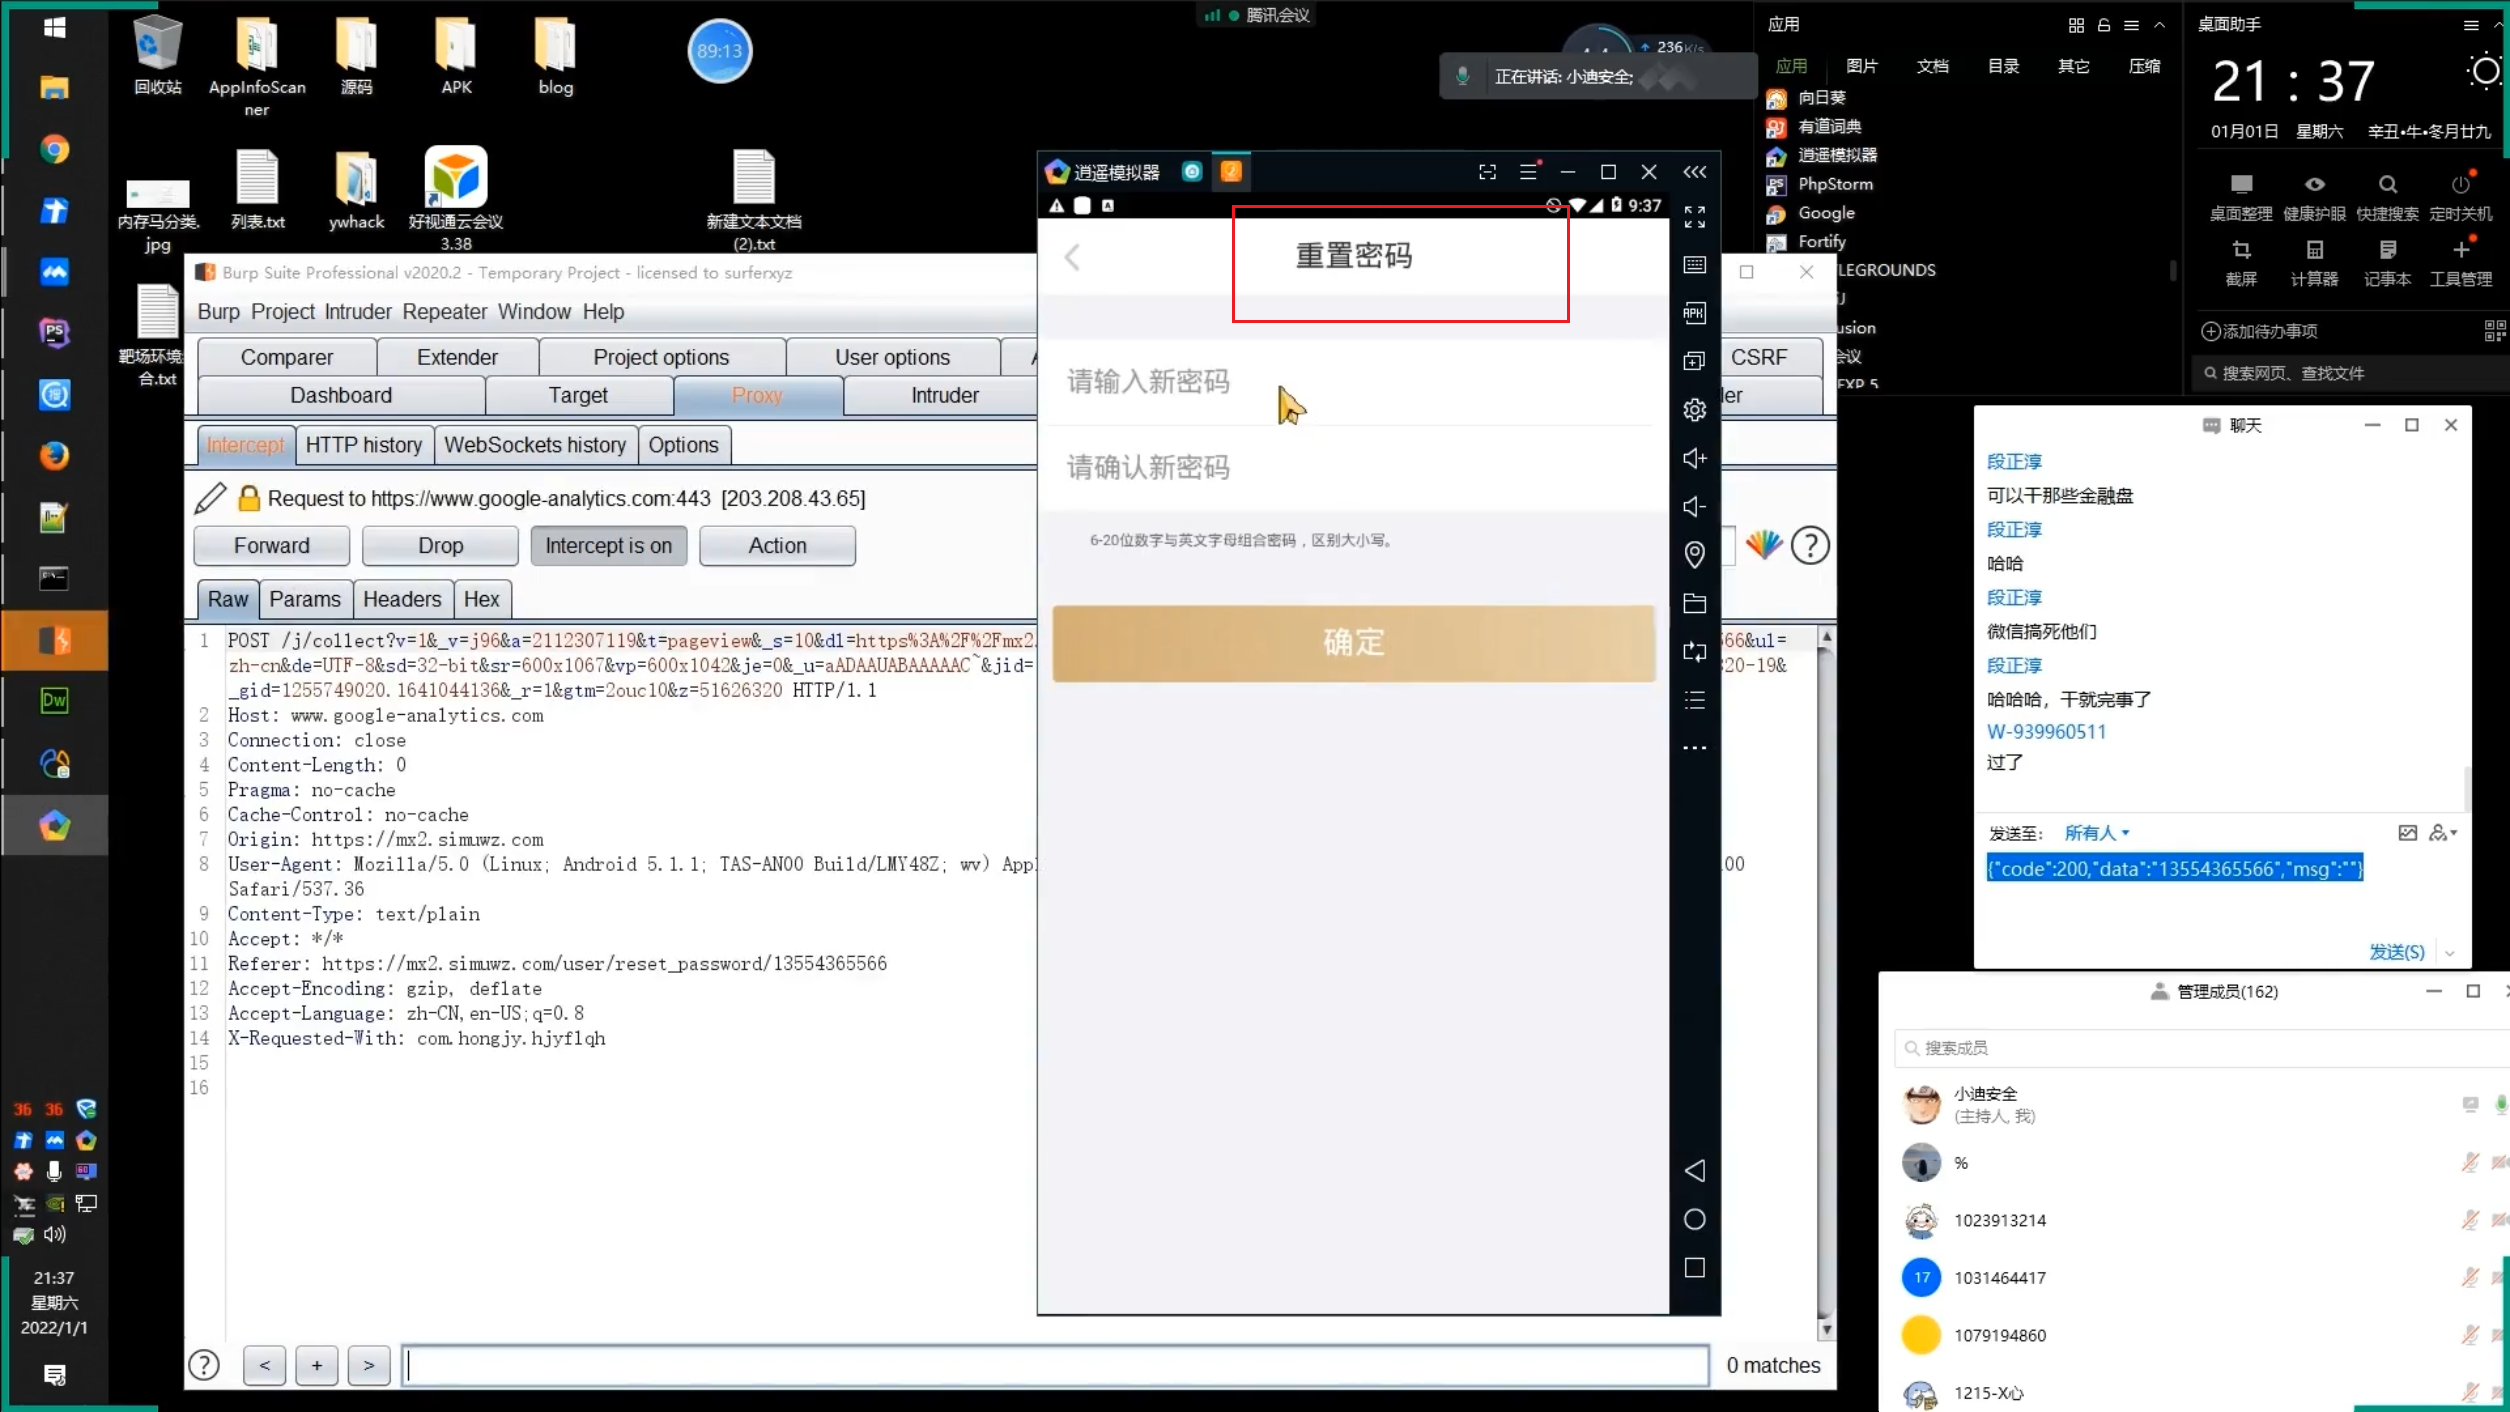 腾讯会议
89:13
236K/s
正在讲话: 小迪安全;
回收站
AppInfoScan
ner
源码
APK
blog
内存马分类.
jpg
列表.txt
ywhack
好视通云会议
3.38
新建文本文档
(2).txt
靶场环境
合.txt
应用
应用 图片 文档 目录 其它 压缩
向日葵
有道词典
逍遥模拟器
PhpStorm
Google
Fortify
LEGROUNDS
usion
会议
桌面助手
21 : 37
01月01日 星期六 辛丑•牛•冬月廿九
桌面整理 健康护眼 快捷搜索 定时关机
截屏 计算器 记事本 工具管理
添加待办事项
搜索网页、查找文件
Burp Suite Professional v2020.2 - Temporary Project - licensed to surferxyz
Burp Project Intruder Repeater Window Help
Comparer Extender Project options User options CSRF
Dashboard Target Proxy Intruder
Intercept HTTP history WebSockets history Options
Request to https://www.google-analytics.com:443 [203.208.43.65]
Forward Drop Intercept is on Action
Raw Params Headers Hex
1 POST /j/collect?v=1&_v=j96&a=2112307119&t=pageview&_s=10&dl=https%3A%2F%2Fmx2. 66&ul=
zh-cn&de=UTF-8&sd=32-bit&sr=600x1067&vp=600x1042&je=0&_u=aADAAUABAAAAAC~&jid= 20-19&
_gid=1255749020.1641044136&_r=1&gtm=2ouc10&z=51626320 HTTP/1.1
2 Host: www.google-analytics.com
3 Connection: close
4 Content-Length: 0
5 Pragma: no-cache
6 Cache-Control: no-cache
7 Origin: https://mx2.simuwz.com
8 User-Agent: Mozilla/5.0 (Linux; Android 5.1.1; TAS-AN00 Build/LMY48Z; wv) App 00
Safari/537.36
9 Content-Type: text/plain
10 Accept: */*
11 Referer: https://mx2.simuwz.com/user/reset_password/13554365566
12 Accept-Encoding: gzip, deflate
13 Accept-Language: zh-CN,en-US;q=0.8
14 X-Requested-With: com.hongjy.hjyflqh
15
16
< + > 0 matches
逍遥模拟器
9:37
重置密码
请输入新密码
请确认新密码
6-20位数字与英文字母组合密码，区别大小写。
确定
聊天
段正淳
可以干那些金融盘
段正淳
哈哈
段正淳
微信搞死他们
段正淳
哈哈哈，干就完事了
W-939960511
过了
发送至: 所有人
{"code":200,"data":"13554365566","msg":""}
发送(S)
管理成员(162)
搜索成员
小迪安全
(主持人, 我)
%
1023913214
17 1031464417
1079194860
1215-X心
36 36
21:37
星期六
2022/1/1